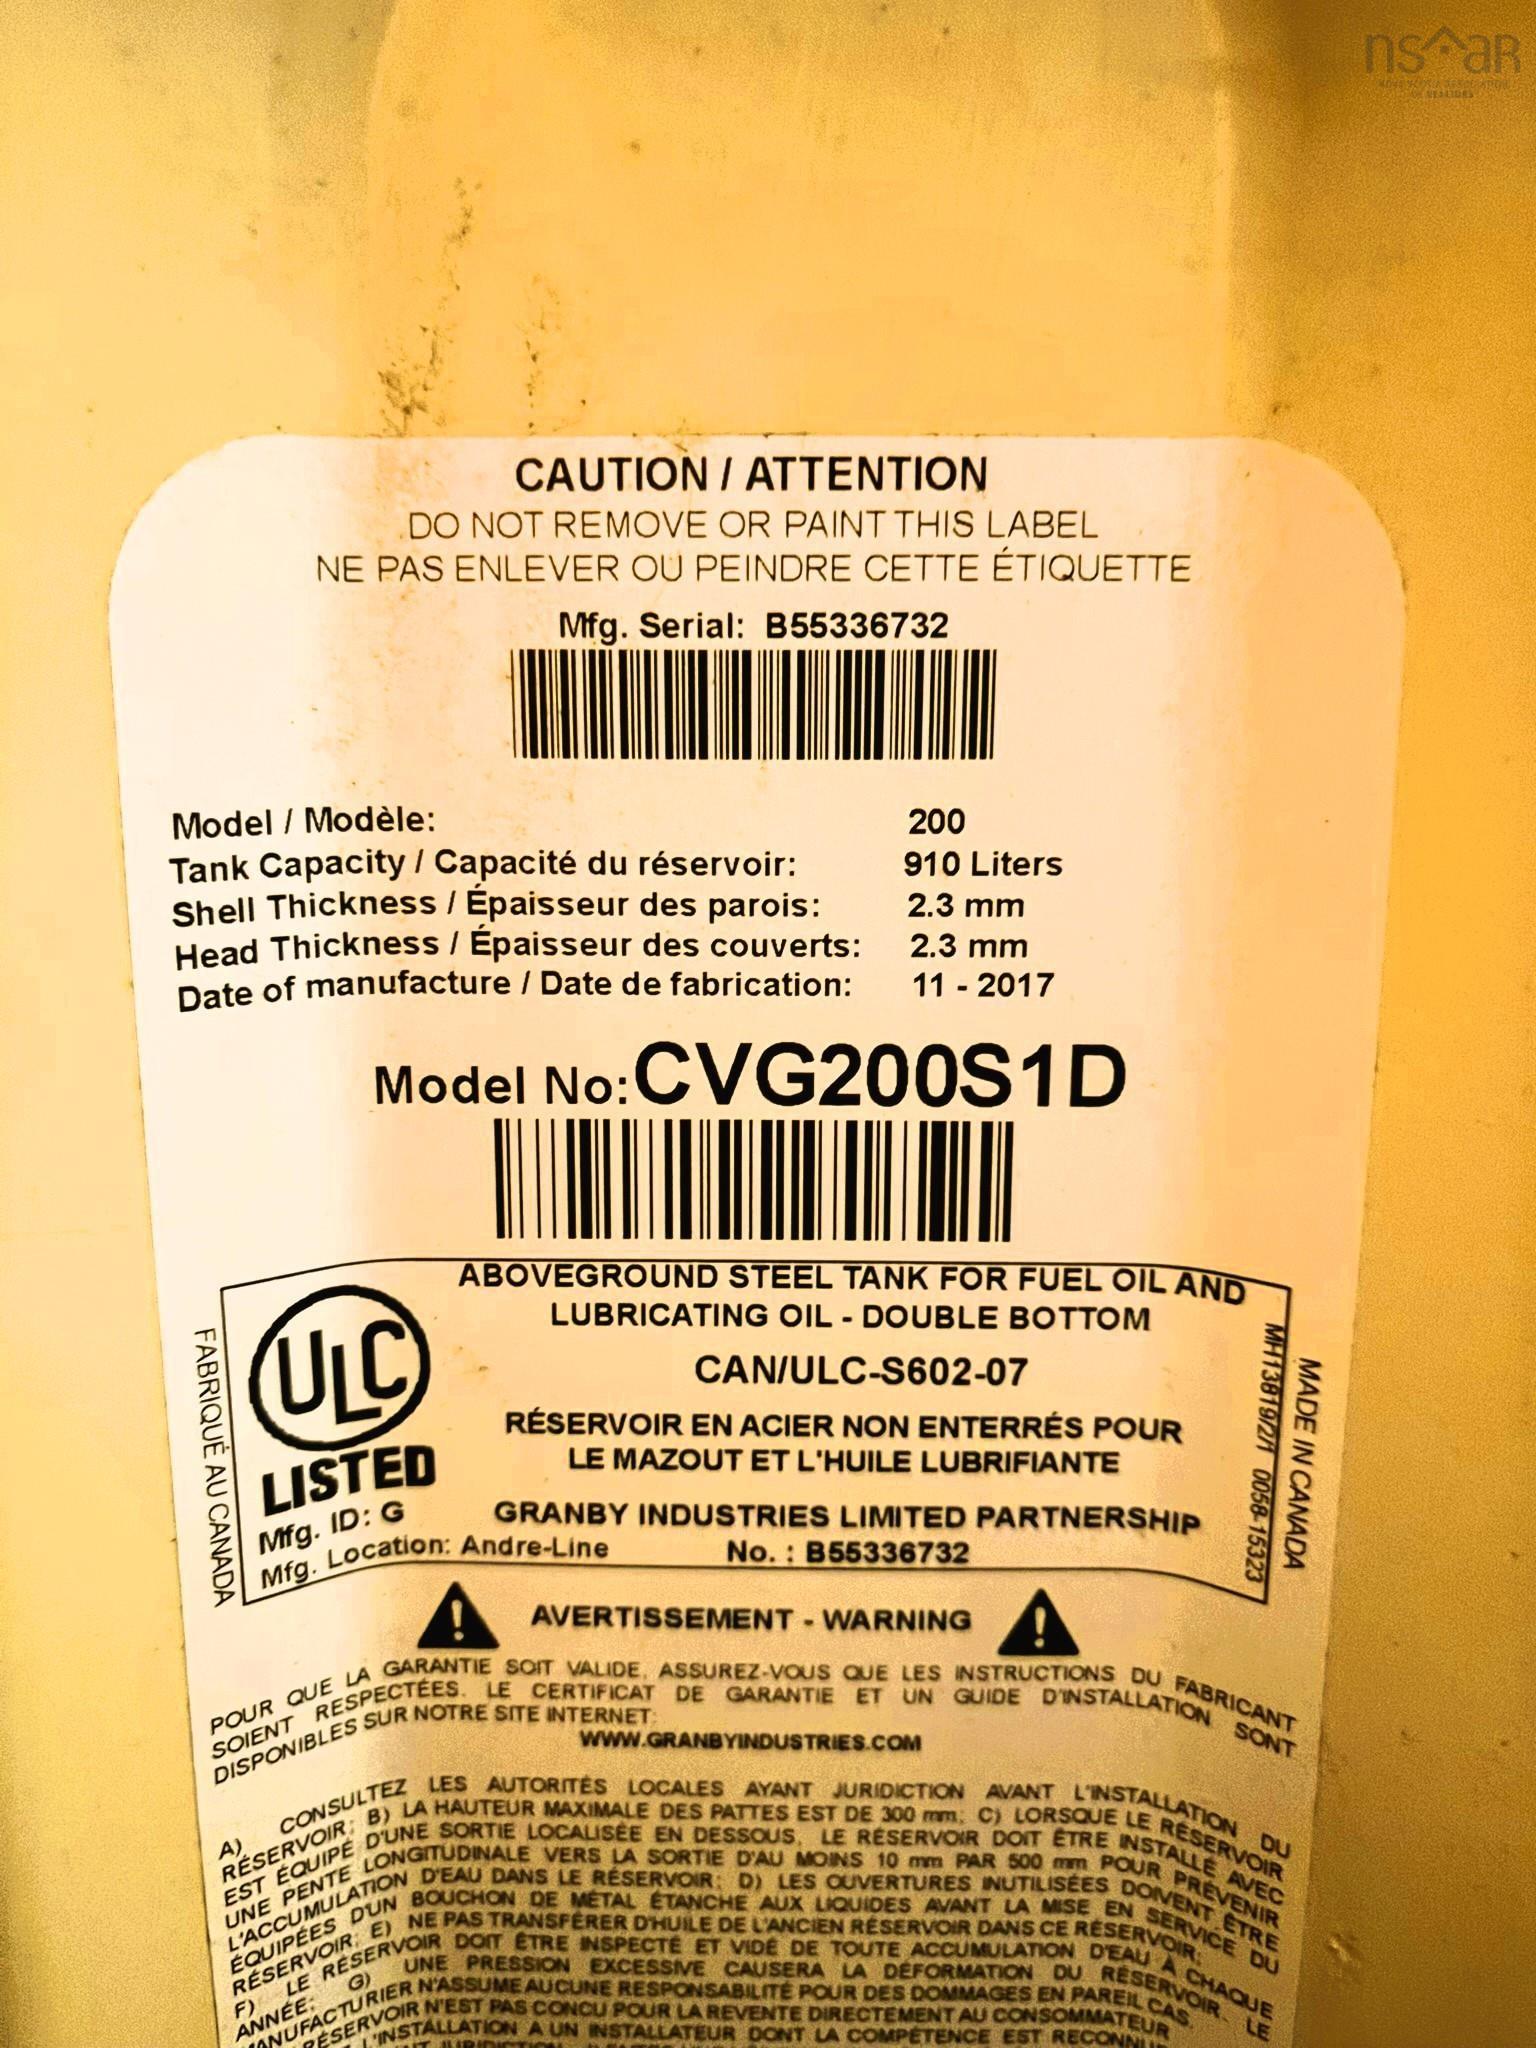 nsaR
CAUTION / ATTENTION
DO NOT REMOVE OR PAINT THIS LABEL
NE PAS ENLEVER OU PEINDRE CETTE ÉTIQUETTE
Mfg. Serial: B55336732
Model / Modèle: 200
Tank Capacity / Capacité du réservoir: 910 Liters
Shell Thickness / Épaisseur des parois: 2.3 mm
Head Thickness / Épaisseur des couverts: 2.3 mm
Date of manufacture / Date de fabrication: 11 - 2017
Model No: CVG200S1D
ABOVEGROUND STEEL TANK FOR FUEL OIL AND
LUBRICATING OIL - DOUBLE BOTTOM
CAN/ULC-S602-07
RÉSERVOIR EN ACIER NON ENTERRÉS POUR
LE MAZOUT ET L'HUILE LUBRIFIANTE
GRANBY INDUSTRIES LIMITED PARTNERSHIP
No. : B55336732
ULC
LISTED
Mfg. ID: G
Mfg. Location: Andre-Line
FABRIQUÉ AU CANADA
MH13819/21 0058-15323
MADE IN CANADA
AVERTISSEMENT - WARNING
POUR QUE LA GARANTIE SOIT VALIDE, ASSUREZ-VOUS QUE LES INSTRUCTIONS DU FABRICANT
SOIENT RESPECTÉES. LE CERTIFICAT DE GARANTIE ET UN GUIDE D'INSTALLATION SONT
DISPONIBLES SUR NOTRE SITE INTERNET:
WWW.GRANBYINDUSTRIES.COM
A) CONSULTEZ LES AUTORITÉS LOCALES AYANT JURIDICTION AVANT L'INSTALLATION DU
RÉSERVOIR; B) LA HAUTEUR MAXIMALE DES PATTES EST DE 300 mm; C) LORSQUE LE RÉSERVOIR
EST ÉQUIPÉ D'UNE SORTIE LOCALISÉE EN DESSOUS, LE RÉSERVOIR DOIT ÊTRE INSTALLÉ AVEC
UNE PENTE LONGITUDINALE VERS LA SORTIE D'AU MOINS 10 mm PAR 500 mm POUR PRÉVENIR
L'ACCUMULATION D'EAU DANS LE RÉSERVOIR; D) LES OUVERTURES INUTILISÉES DOIVENT ÊTRE
ÉQUIPÉES D'UN BOUCHON DE MÉTAL ÉTANCHE AUX LIQUIDES AVANT LA MISE EN SERVICE DU
RÉSERVOIR; E) NE PAS TRANSFÉRER D'HUILE DE L'ANCIEN RÉSERVOIR DANS CE RÉSERVOIR;
F) LE RÉSERVOIR DOIT ÊTRE INSPECTÉ ET VIDÉ DE TOUTE ACCUMULATION D'EAU À CHAQUE
ANNÉE; G) UNE PRESSION EXCESSIVE CAUSERA LA DÉFORMATION DU RÉSERVOIR. LE
MANUFACTURIER N'ASSUME AUCUNE RESPONSABILITÉ POUR DES DOMMAGES EN PAREIL CAS.
RÉSERVOIR N'EST PAS CONÇU POUR LA REVENTE DIRECTEMENT AU CONSOMMATEUR
L'INSTALLATION A UN INSTALLATEUR DONT LA COMPÉTENCE EST